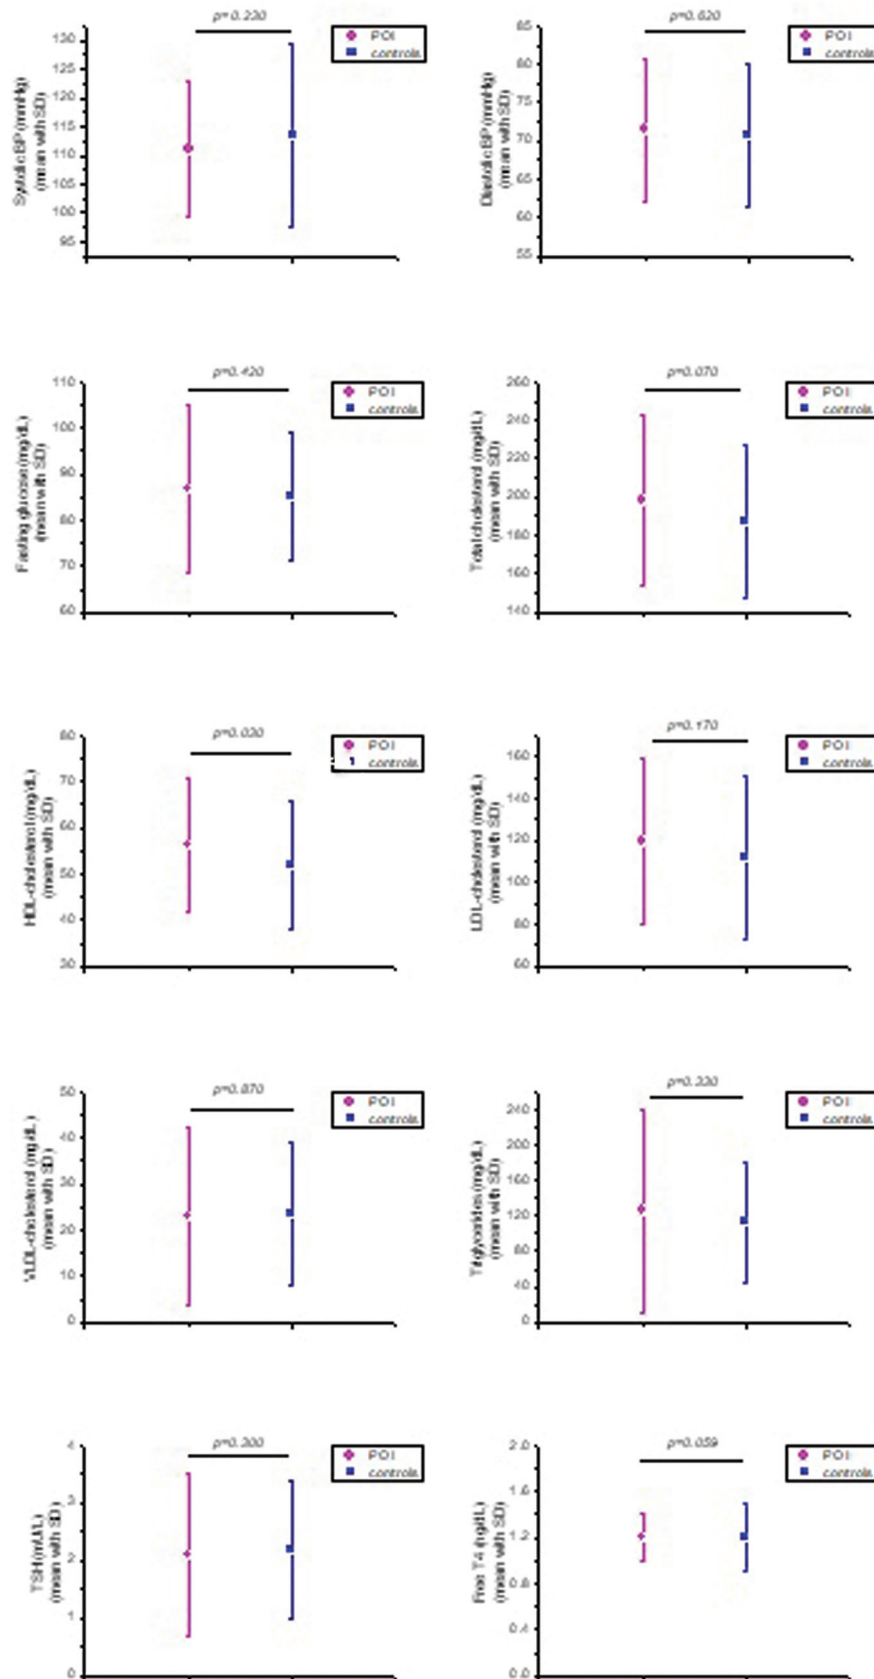 p=0.230
POI
controls
Systolic BP (mmHg)
(mean with SD)
130
125
120
115
110
105
100
95
p=0.620
POI
controls
Diastolic BP (mmHg)
(mean with SD)
85
80
75
70
65
60
55
p=0.420
POI
controls
Fasting glucose (mg/dL)
(mean with SD)
110
100
90
80
70
60
p=0.070
POI
controls
Total cholesterol (mg/dL)
(mean with SD)
260
240
220
200
180
160
140
p=0.030
POI
controls
HDL-cholesterol (mg/dL)
(mean with SD)
80
70
60
50
40
30
p=0.170
POI
controls
LDL-cholesterol (mg/dL)
(mean with SD)
160
140
120
100
80
60
p=0.870
POI
controls
VLDL-cholesterol (mg/dL)
(mean with SD)
50
40
30
20
10
0
p=0.330
POI
controls
Triglycerides (mg/dL)
(mean with SD)
240
200
160
120
80
40
0
p=0.300
POI
controls
TSH (mU/L)
(mean with SD)
4
3
2
1
0
p=0.059
POI
controls
Free T4 (ng/dL)
(mean with SD)
2.0
1.6
1.2
0.8
0.4
0.0